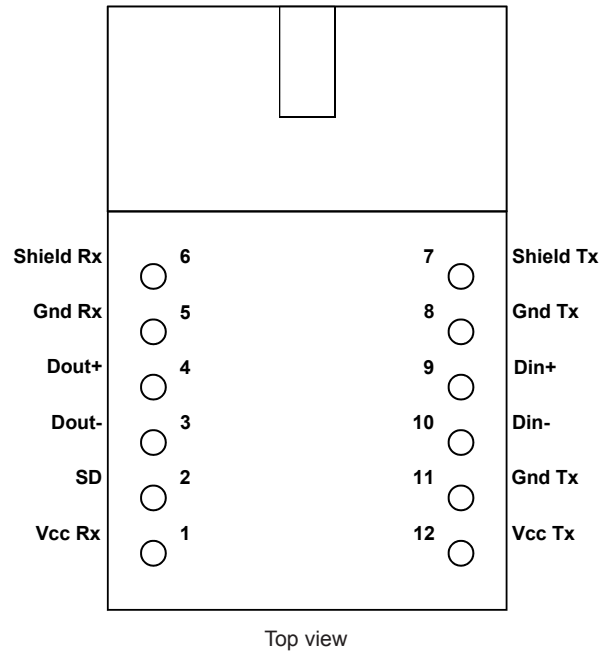 Shield Rx 6 7 Shield Tx
Gnd Rx 5 8 Gnd Tx
Dout+ 4 9 Din+
Dout- 3 10 Din-
SD 2 11 Gnd Tx
Vcc Rx 1 12 Vcc Tx
Top view